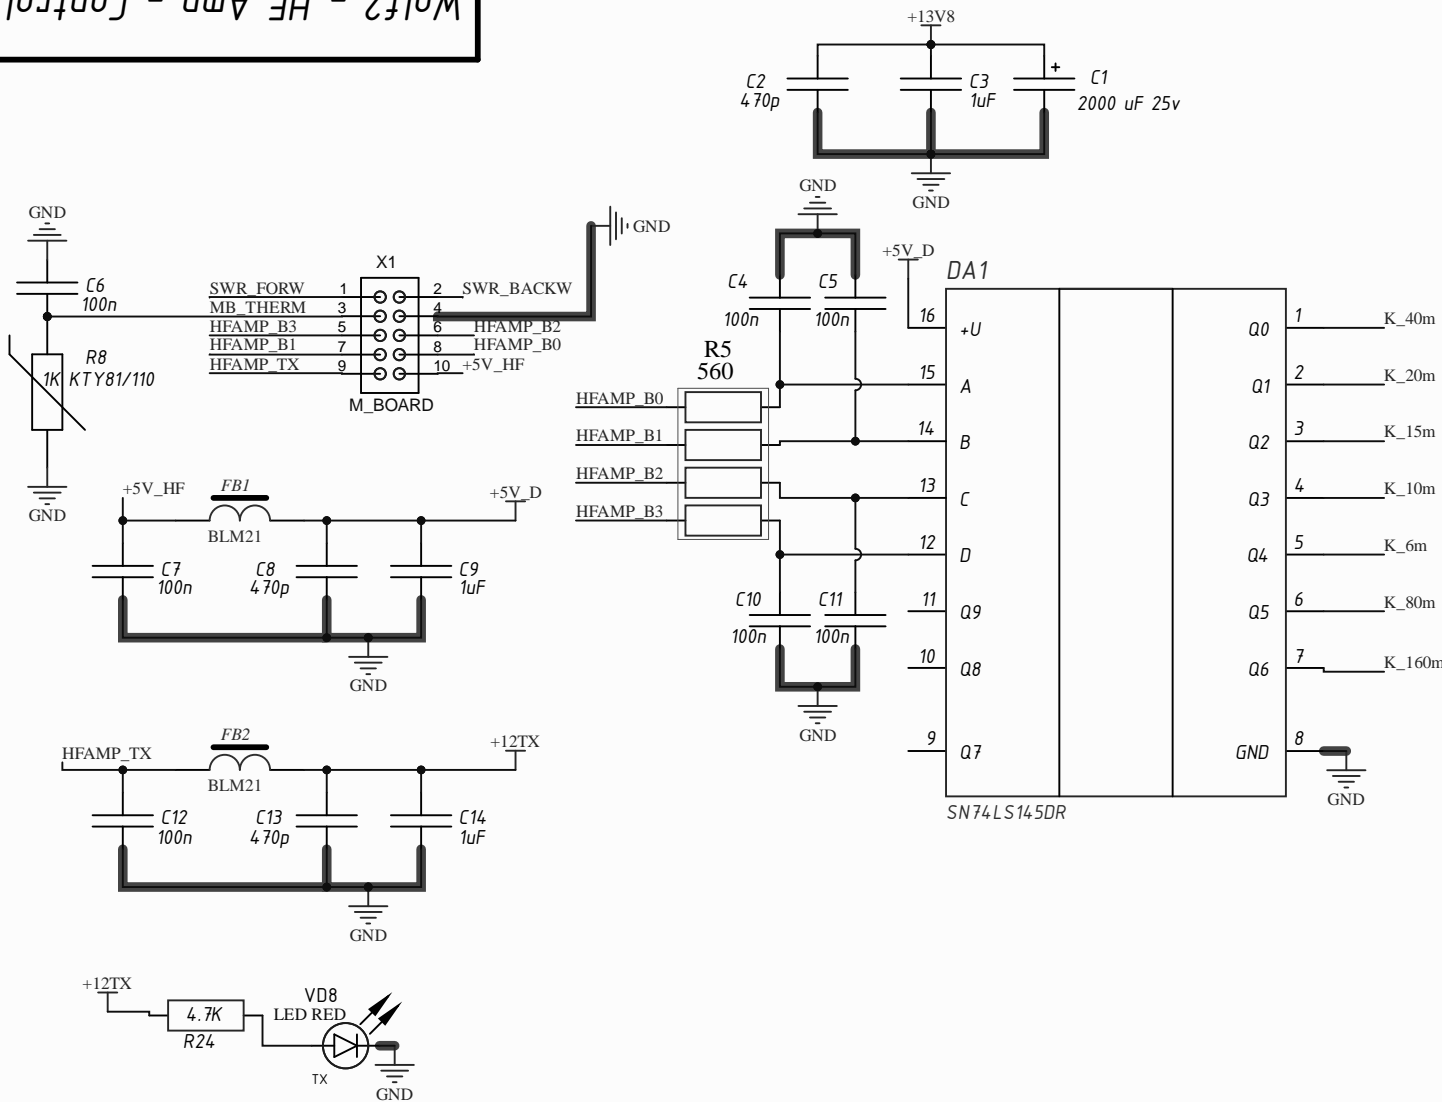 Wolf2 - HF Amp - Control
+13V8
C2
470p
C3
1uF
+
C1
2000 uF 25v
GND
GND
C6
100n
R8
1K KTY81/110
GND
X1
SWR_FORW 1
2 SWR_BACKW
MB_THERM 3
4
HFAMP_B3 5
6 HFAMP_B2
HFAMP_B1 7
8 HFAMP_B0
HFAMP_TX 9
10 +5V_HF
M_BOARD
GND
GND
C4
100n
C5
100n
R5
560
HFAMP_B0
HFAMP_B1
HFAMP_B2
HFAMP_B3
C10
100n
C11
100n
GND
+5V_D
DA1
16 +U
15 A
14 B
13 C
12 D
11 Q9
10 Q8
9 Q7
Q0 1 K_40m
Q1 2 K_20m
Q2 3 K_15m
Q3 4 K_10m
Q4 5 K_6m
Q5 6 K_80m
Q6 7 K_160m
GND 8
GND
SN74LS145DR
+5V_HF
FB1
BLM21
+5V_D
C7
100n
C8
470p
C9
1uF
GND
HFAMP_TX
FB2
BLM21
+12TX
C12
100n
C13
470p
C14
1uF
GND
+12TX
4.7K
R24
VD8
LED RED
TX
GND